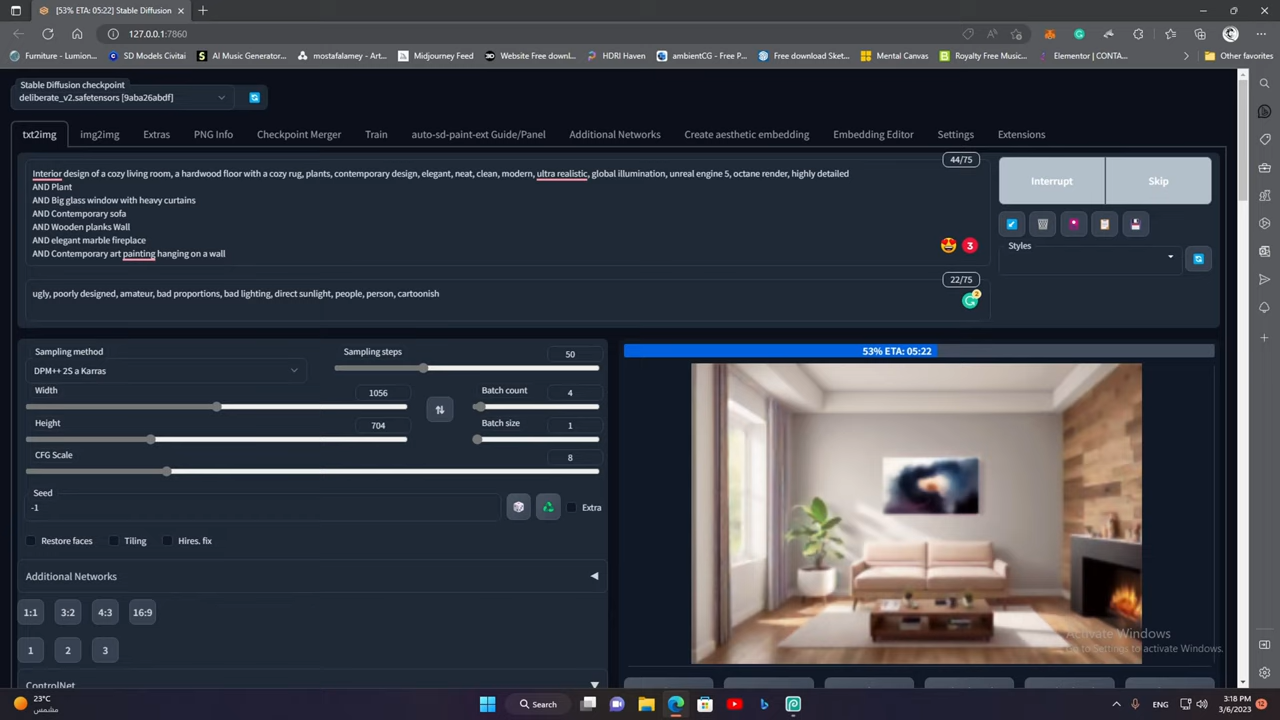 [53% ETA: 05:22] Stable Diffusion
127.0.0.1:7860
Furniture - Lumion...
SD Models Civitai
AI Music Generator...
mostafalamey - Art...
Midjourney Feed
Website Free downl...
HDRI Haven
ambientCG - Free P...
Free download Sket...
Mental Canvas
Royalty Free Music...
Elementor | CONTA...
Other favorites
Stable Diffusion checkpoint
deliberate_v2.safetensors [9aba26abdf]
txt2img
img2img
Extras
PNG Info
Checkpoint Merger
Train
auto-sd-paint-ext Guide/Panel
Additional Networks
Create aesthetic embedding
Embedding Editor
Settings
Extensions
44/75
Interior design of a cozy living room, a hardwood floor with a cozy rug, plants, contemporary design, elegant, neat, clean, modern, ultra realistic, global illumination, unreal engine 5, octane render, highly detailed
AND Plant
AND Big glass window with heavy curtains
AND Contemporary sofa
AND Wooden planks Wall
AND elegant marble fireplace
AND Contemporary art painting hanging on a wall
3
Interrupt
Skip
Styles
22/75
ugly, poorly designed, amateur, bad proportions, bad lighting, direct sunlight, people, person, cartoonish
2
Sampling method
DPM++ 2S a Karras
Sampling steps
50
Width
1056
Batch count
4
Height
704
Batch size
1
CFG Scale
8
Seed
-1
Extra
Restore faces
Tiling
Hires. fix
Additional Networks
1:1
3:2
4:3
16:9
1
2
3
ControlNet
53% ETA: 05:22
Activate Windows
Go to Settings to activate Windows.
23°C
مشمس
Search
ENG
3:18 PM
3/6/2023
12